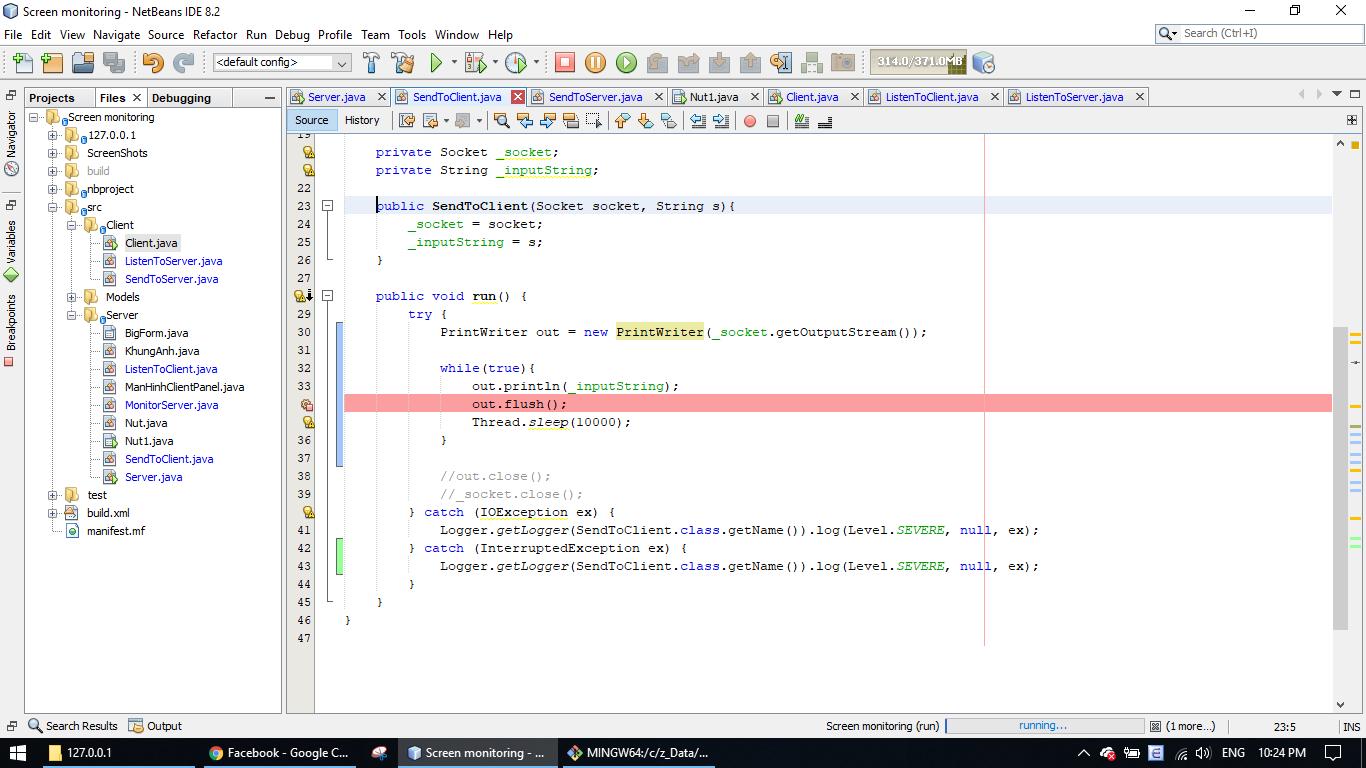 Screen monitoring - NetBeans IDE 8.2
File Edit View Navigate Source Refactor Run Debug Profile Team Tools Window Help
Search (Ctrl+I)
<default config>
314.0/371.0MB
Projects Files Debugging
Server.java SendToClient.java SendToServer.java Nut1.java Client.java ListenToClient.java ListenToServer.java
Source History
Navigator
Variables
Breakpoints
Screen monitoring
127.0.0.1
ScreenShots
build
nbproject
src
Client
Client.java
ListenToServer.java
SendToServer.java
Models
Server
BigForm.java
KhungAnh.java
ListenToClient.java
ManHinhClientPanel.java
MonitorServer.java
Nut.java
Nut1.java
SendToClient.java
Server.java
test
build.xml
manifest.mf
19
private Socket _socket;
private String _inputString;
22
23 public SendToClient(Socket socket, String s){
24 _socket = socket;
25 _inputString = s;
26 }
27
public void run() {
29 try {
30 PrintWriter out = new PrintWriter(_socket.getOutputStream());
31
32 while(true){
33 out.println(_inputString);
out.flush();
Thread.sleep(10000);
36 }
37
38 //out.close();
39 //_socket.close();
} catch (IOException ex) {
41 Logger.getLogger(SendToClient.class.getName()).log(Level.SEVERE, null, ex);
42 } catch (InterruptedException ex) {
43 Logger.getLogger(SendToClient.class.getName()).log(Level.SEVERE, null, ex);
44 }
45 }
46 }
47
Search Results Output
Screen monitoring (run) running... (1 more...) 23:5 INS
127.0.0.1 Facebook - Google C... Screen monitoring - ... MINGW64:/c/z_Data/... ENG 10:24 PM